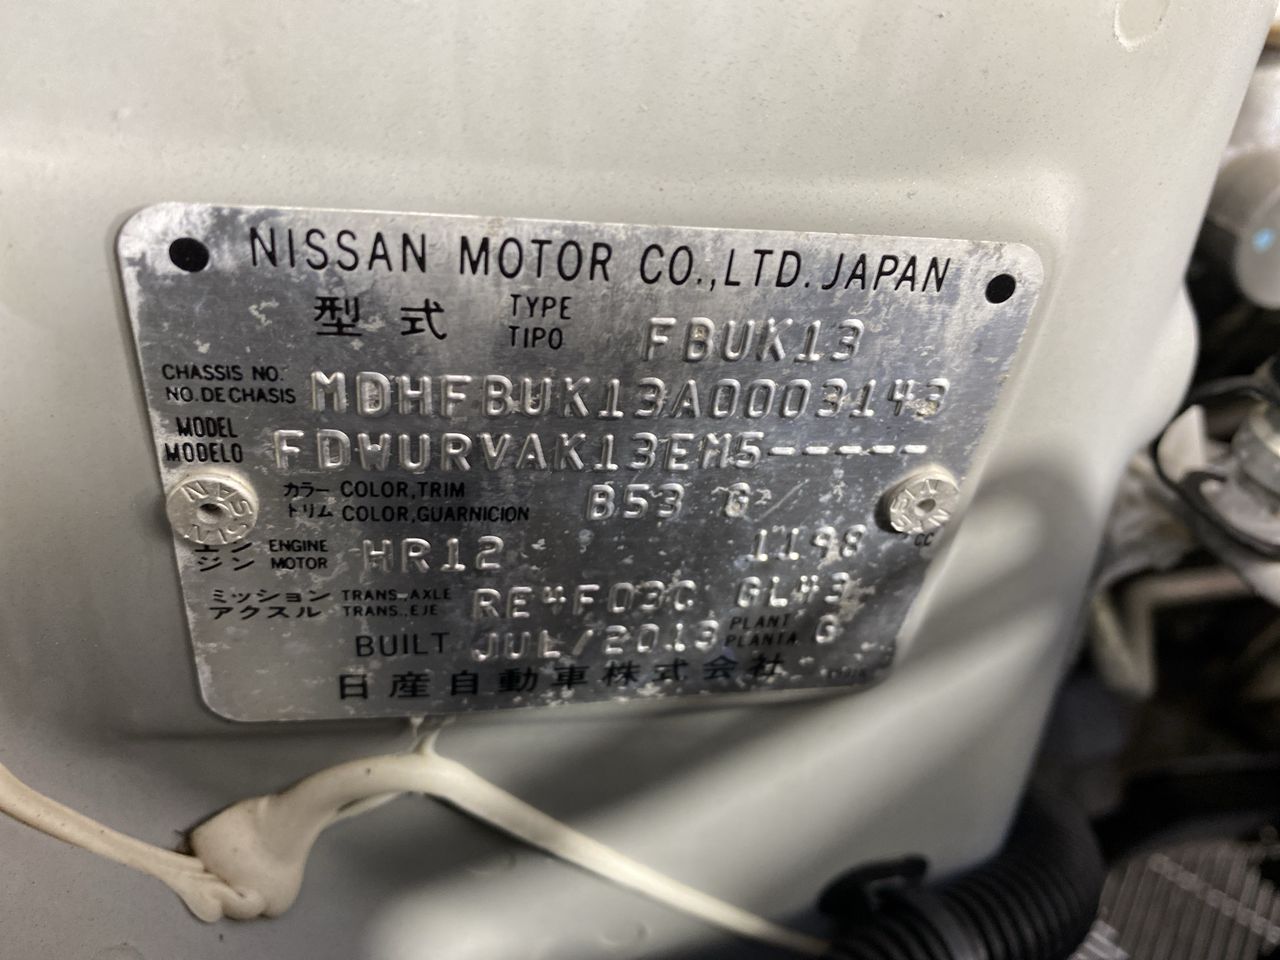 NISSAN MOTOR CO.,LTD. JAPAN
型式 TYPE TIPO FBUK13
CHASSIS NO. NO. DE CHASIS MDHFBUK13A0003143
MODEL MODELO FDWURVAK13EM5-----
カラー COLOR, TRIM B53 G
トリム COLOR, GUARNICION
エンジン ENGINE MOTOR HR12 1198 CC
ミッション TRANS., AXLE RE4F03C GL43
アクスル TRANS., EJE
BUILT JUL/2013 PLANT PLANTA G
日産自動車株式会社